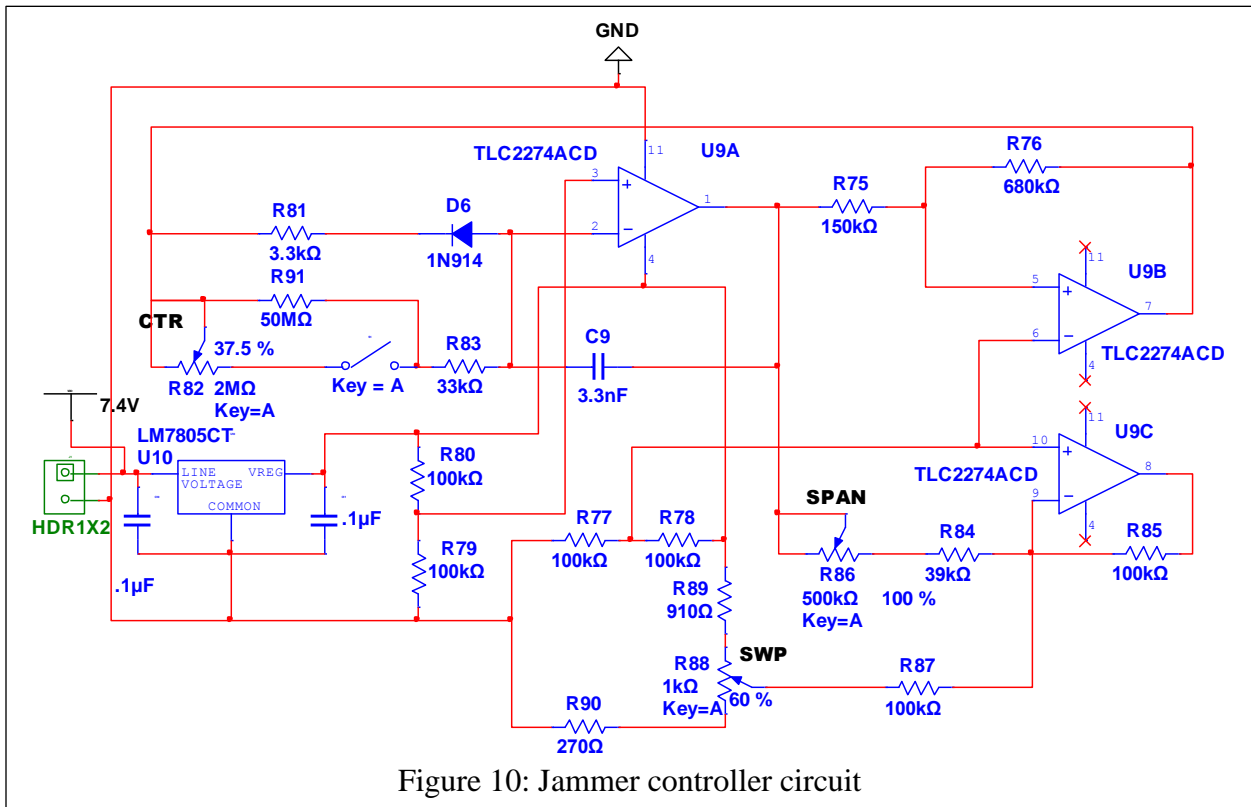 GND
TLC2274ACD
U9A
11
3
2
1
4
R81
3.3kΩ
D6
1N914
R91
50MΩ
CTR
37.5 %
R82
2MΩ
Key=A
Key = A
R83
33kΩ
C9
3.3nF
R75
150kΩ
R76
680kΩ
11
U9B
5
6
7
4
TLC2274ACD
7.4V
LM7805CT
U10
LINE
VOLTAGE
VREG
COMMON
HDR1X2
.1µF
.1µF
R80
100kΩ
R79
100kΩ
R77
100kΩ
R78
100kΩ
11
U9C
10
TLC2274ACD
9
8
4
SPAN
R86
500kΩ
Key=A
100 %
R84
39kΩ
R85
100kΩ
R89
910Ω
SWP
R88
1kΩ
Key=A
60 %
R87
100kΩ
R90
270Ω
Figure 10: Jammer controller circuit